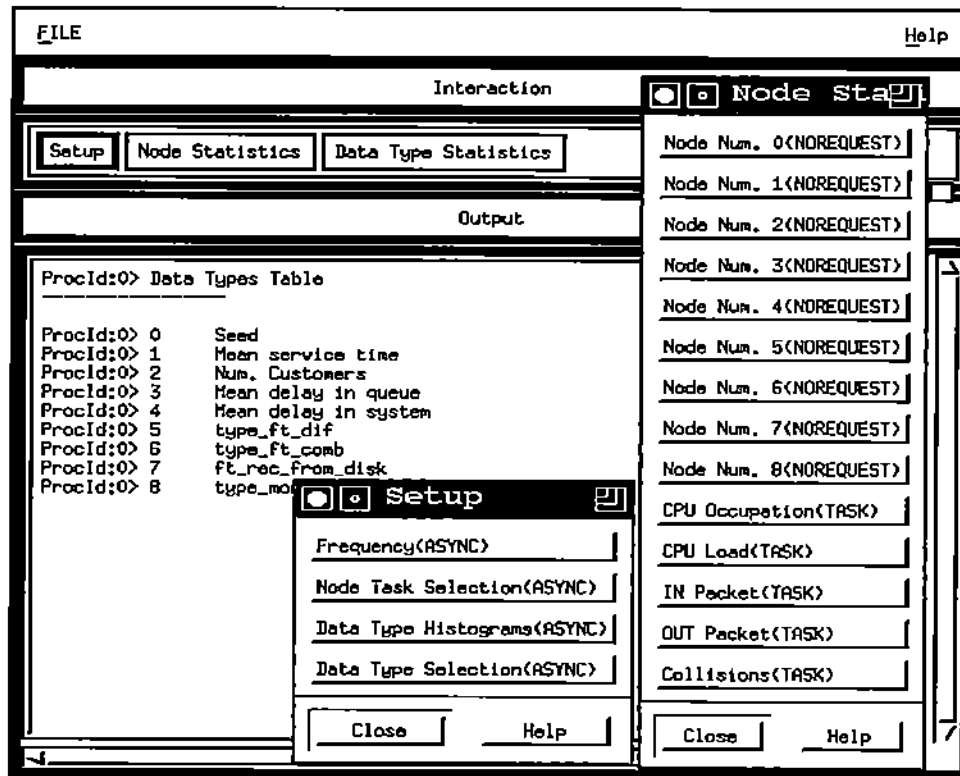 FILE Help
Interaction
Setup Node Statistics Data Type Statistics
Output
ProcId:0> Data Types Table
ProcId:0> 0 Seed
ProcId:0> 1 Mean service time
ProcId:0> 2 Num. Customers
ProcId:0> 3 Mean delay in queue
ProcId:0> 4 Mean delay in system
ProcId:0> 5 type_ft_dif
ProcId:0> 6 type_ft_comb
ProcId:0> 7 ft_rec_from_disk
ProcId:0> 8
Setup
Frequency(ASYNC)
Node Task Selection(ASYNC)
Data Type Histograms(ASYNC)
Data Type Selection(ASYNC)
Close Help
Node
Node Num. 0(NOREQUEST)
Node Num. 1(NOREQUEST)
Node Num. 2(NOREQUEST)
Node Num. 3(NOREQUEST)
Node Num. 4(NOREQUEST)
Node Num. 5(NOREQUEST)
Node Num. 6(NOREQUEST)
Node Num. 7(NOREQUEST)
Node Num. 8(NOREQUEST)
CPU Occupation(TASK)
CPU Load(TASK)
IN Packet(TASK)
OUT Packet(TASK)
Collisions(TASK)
Close Help